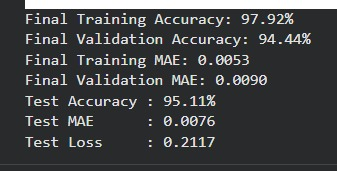 Final Training Accuracy: 97.92%
Final Validation Accuracy: 94.44%
Final Training MAE: 0.0053
Final Validation MAE: 0.0090
Test Accuracy : 95.11%
Test MAE      : 0.0076
Test Loss     : 0.2117